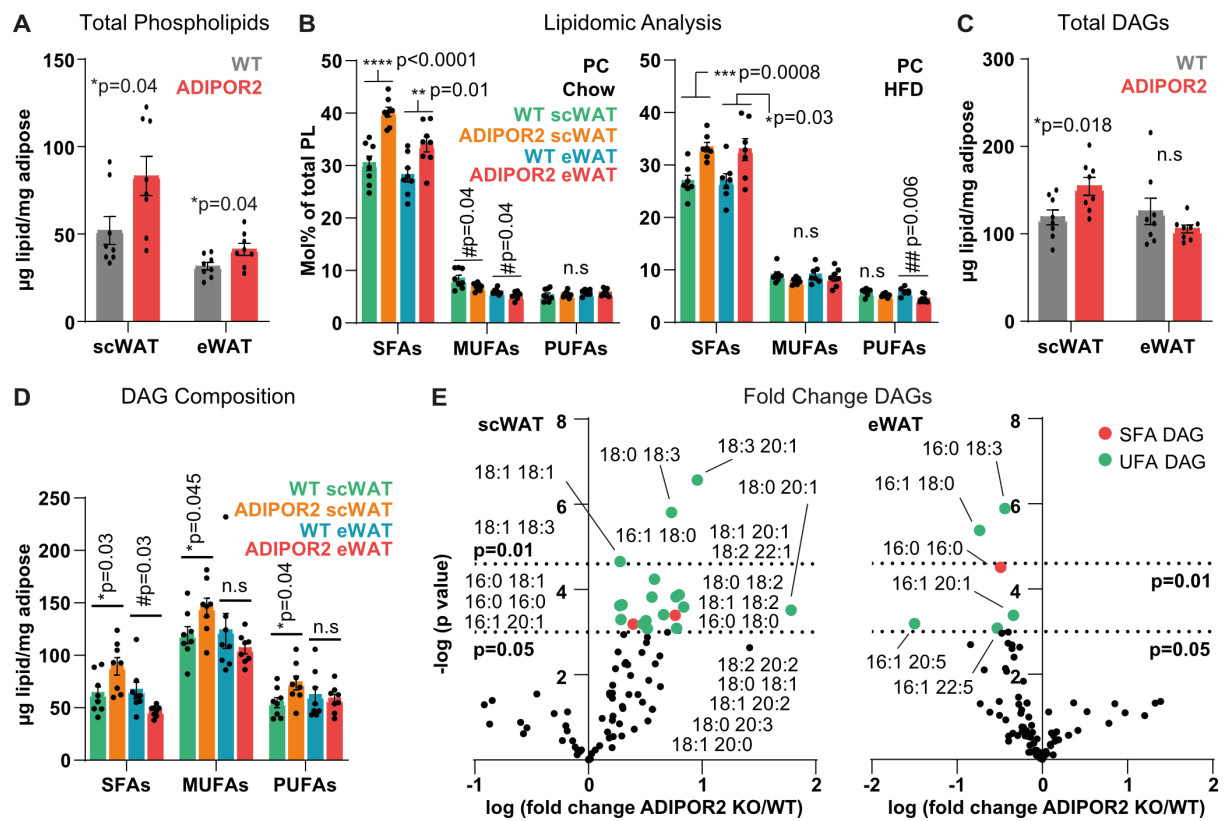 A Total Phospholipids
µg lipid/mg adipose
150
100
50
0
*p=0.04
WT
ADIPOR2
*p=0.04
scWAT
eWAT
B Lipidomic Analysis
Mol% of total PL
50
40
30
20
10
0
**** p<0.0001
PC
Chow
** p=0.01
WT scWAT
ADIPOR2 scWAT
WT eWAT
ADIPOR2 eWAT
#p=0.04
#p=0.04
n.s
SFAs
MUFAs
PUFAs
50
40
30
20
10
0
*** p=0.0008
PC
HFD
*p=0.03
n.s
n.s
## p=0.006
SFAs
MUFAs
PUFAs
C Total DAGs
µg lipid/mg adipose
300
200
100
0
WT
ADIPOR2
*p=0.018
n.s
scWAT
eWAT
D DAG Composition
µg lipid/mg adipose
250
200
150
100
50
0
WT scWAT
ADIPOR2 scWAT
WT eWAT
ADIPOR2 eWAT
*p=0.03
#p=0.03
*p=0.045
n.s
*p=0.04
n.s
SFAs
MUFAs
PUFAs
E Fold Change DAGs
scWAT
-log (p value)
8
6
4
2
18:3 20:1
18:0 18:3
18:1 18:1
18:0 20:1
18:1 18:3
16:1 18:0
18:1 20:1
18:2 22:1
p=0.01
16:0 18:1
16:0 16:0
16:1 20:1
18:0 18:2
18:1 18:2
16:0 18:0
p=0.05
18:2 20:2
18:0 18:1
18:1 20:2
18:0 20:3
18:1 20:0
-1
0
1
2
log (fold change ADIPOR2 KO/WT)
eWAT
8
6
4
2
SFA DAG
UFA DAG
16:0 18:3
16:1 18:0
16:0 16:0
p=0.01
16:1 20:1
p=0.05
16:1 20:5
16:1 22:5
-2
-1
0
1
2
log (fold change ADIPOR2 KO/WT)